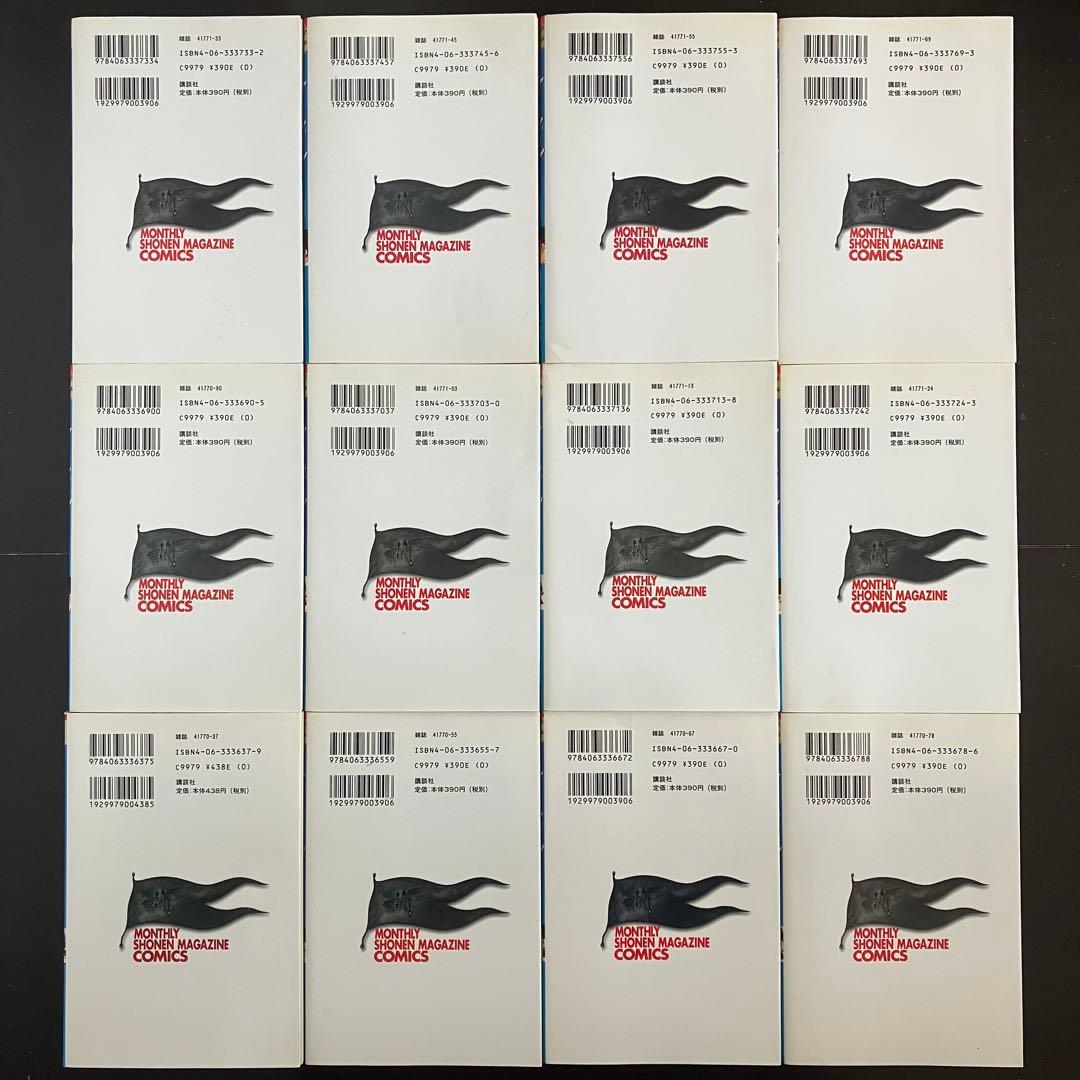 雑誌 41771-33
ISBN4-06-333733-2
9784063337334
C9979 ¥390E (0)
講談社
定価:本体390円(税別)
1929979003906
MONTHLY
SHONEN MAGAZINE
COMICS
雑誌 41771-45
ISBN4-06-333745-6
9784063337457
C9979 ¥390E (0)
講談社
定価:本体390円(税別)
1929979003906
MONTHLY
SHONEN MAGAZINE
COMICS
雑誌 41771-55
ISBN4-06-333755-3
9784063337556
C9979 ¥390E (0)
講談社
定価:本体390円(税別)
1929979003906
MONTHLY
SHONEN MAGAZINE
COMICS
雑誌 41771-69
ISBN4-06-333769-3
9784063337693
C9979 ¥390E (0)
講談社
定価:本体390円(税別)
1929979003906
MONTHLY
SHONEN MAGAZINE
COMICS
雑誌 41770-90
ISBN4-06-333690-5
9784063336900
C9979 ¥390E (0)
講談社
定価:本体390円(税別)
1929979003906
MONTHLY
SHONEN MAGAZINE
COMICS
雑誌 41771-03
ISBN4-06-333703-0
9784063337037
C9979 ¥390E (0)
講談社
定価:本体390円(税別)
1929979003906
MONTHLY
SHONEN MAGAZINE
COMICS
雑誌 41771-13
ISBN4-06-333713-8
9784063337136
C9979 ¥390E (0)
講談社
定価:本体390円(税別)
1929979003906
MONTHLY
SHONEN MAGAZINE
COMICS
雑誌 41771-24
ISBN4-06-333724-3
9784063337242
C9979 ¥390E (0)
講談社
定価:本体390円(税別)
1929979003906
MONTHLY
SHONEN MAGAZINE
COMICS
雑誌 41770-37
ISBN4-06-333637-9
9784063336375
C9979 ¥438E (0)
講談社
定価:本体438円(税別)
1929979004385
MONTHLY
SHONEN MAGAZINE
COMICS
雑誌 41770-55
ISBN4-06-333655-7
9784063336559
C9979 ¥390E (0)
講談社
定価:本体390円(税別)
1929979003906
MONTHLY
SHONEN MAGAZINE
COMICS
雑誌 41770-67
ISBN4-06-333667-0
9784063336672
C9979 ¥390E (0)
講談社
定価:本体390円(税別)
1929979003906
MONTHLY
SHONEN MAGAZINE
COMICS
雑誌 41770-78
ISBN4-06-333678-6
9784063336788
C9979 ¥390E (0)
講談社
定価:本体390円(税別)
1929979003906
MONTHLY
SHONEN MAGAZINE
COMICS